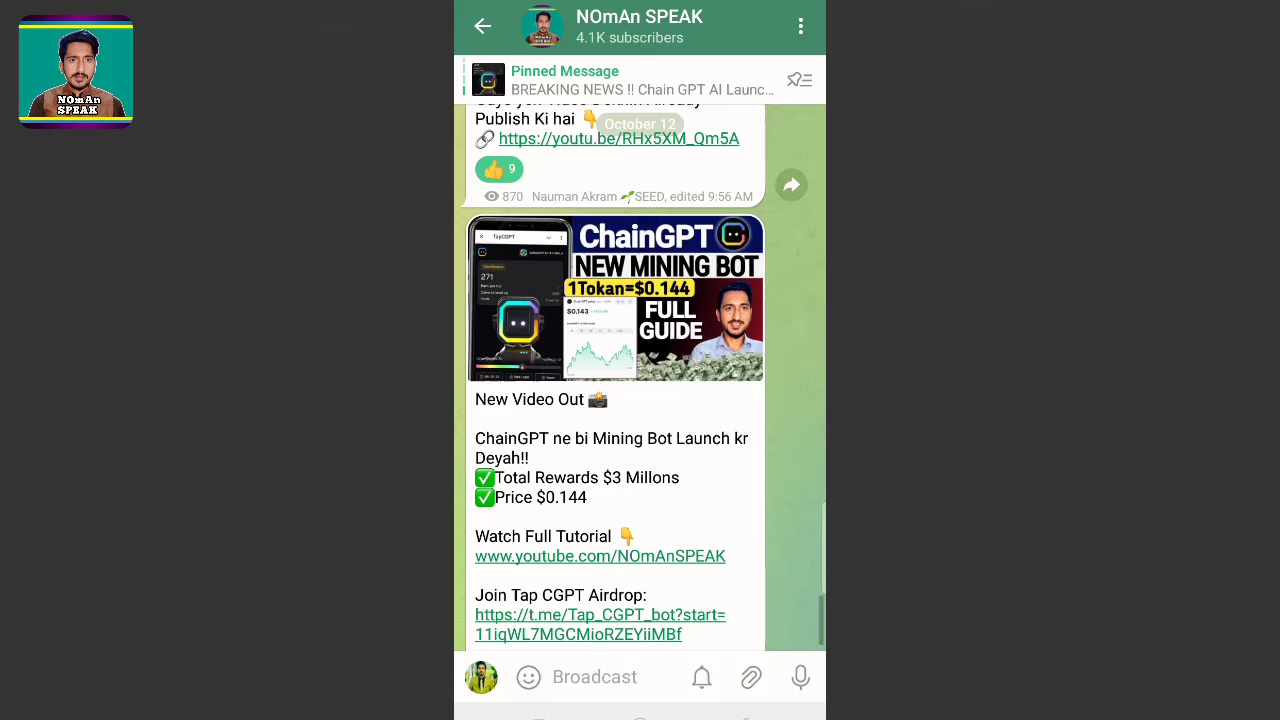 NOmAn
SPEAK
NOmAn SPEAK
4.1K subscribers
Pinned Message
BREAKING NEWS !! Chain GPT AI Launc...
Publish Ki hai 👇
October 12
🔗 https://youtu.be/RHx5XM_Qm5A
👍 9
870 Nauman Akram 🌱SEED, edited 9:56 AM
TapCGPT
271
ChainGPT
NEW MINING BOT
1Tokan=$0.144
$0.143
FULL
GUIDE
New Video Out 📸
ChainGPT ne bi Mining Bot Launch kr
Deyah!!
✅Total Rewards $3 Millons
✅Price $0.144
Watch Full Tutorial 👇
www.youtube.com/NOmAnSPEAK
Join Tap CGPT Airdrop:
https://t.me/Tap_CGPT_bot?start=
11iqWL7MGCMioRZEYiiMBf
Broadcast